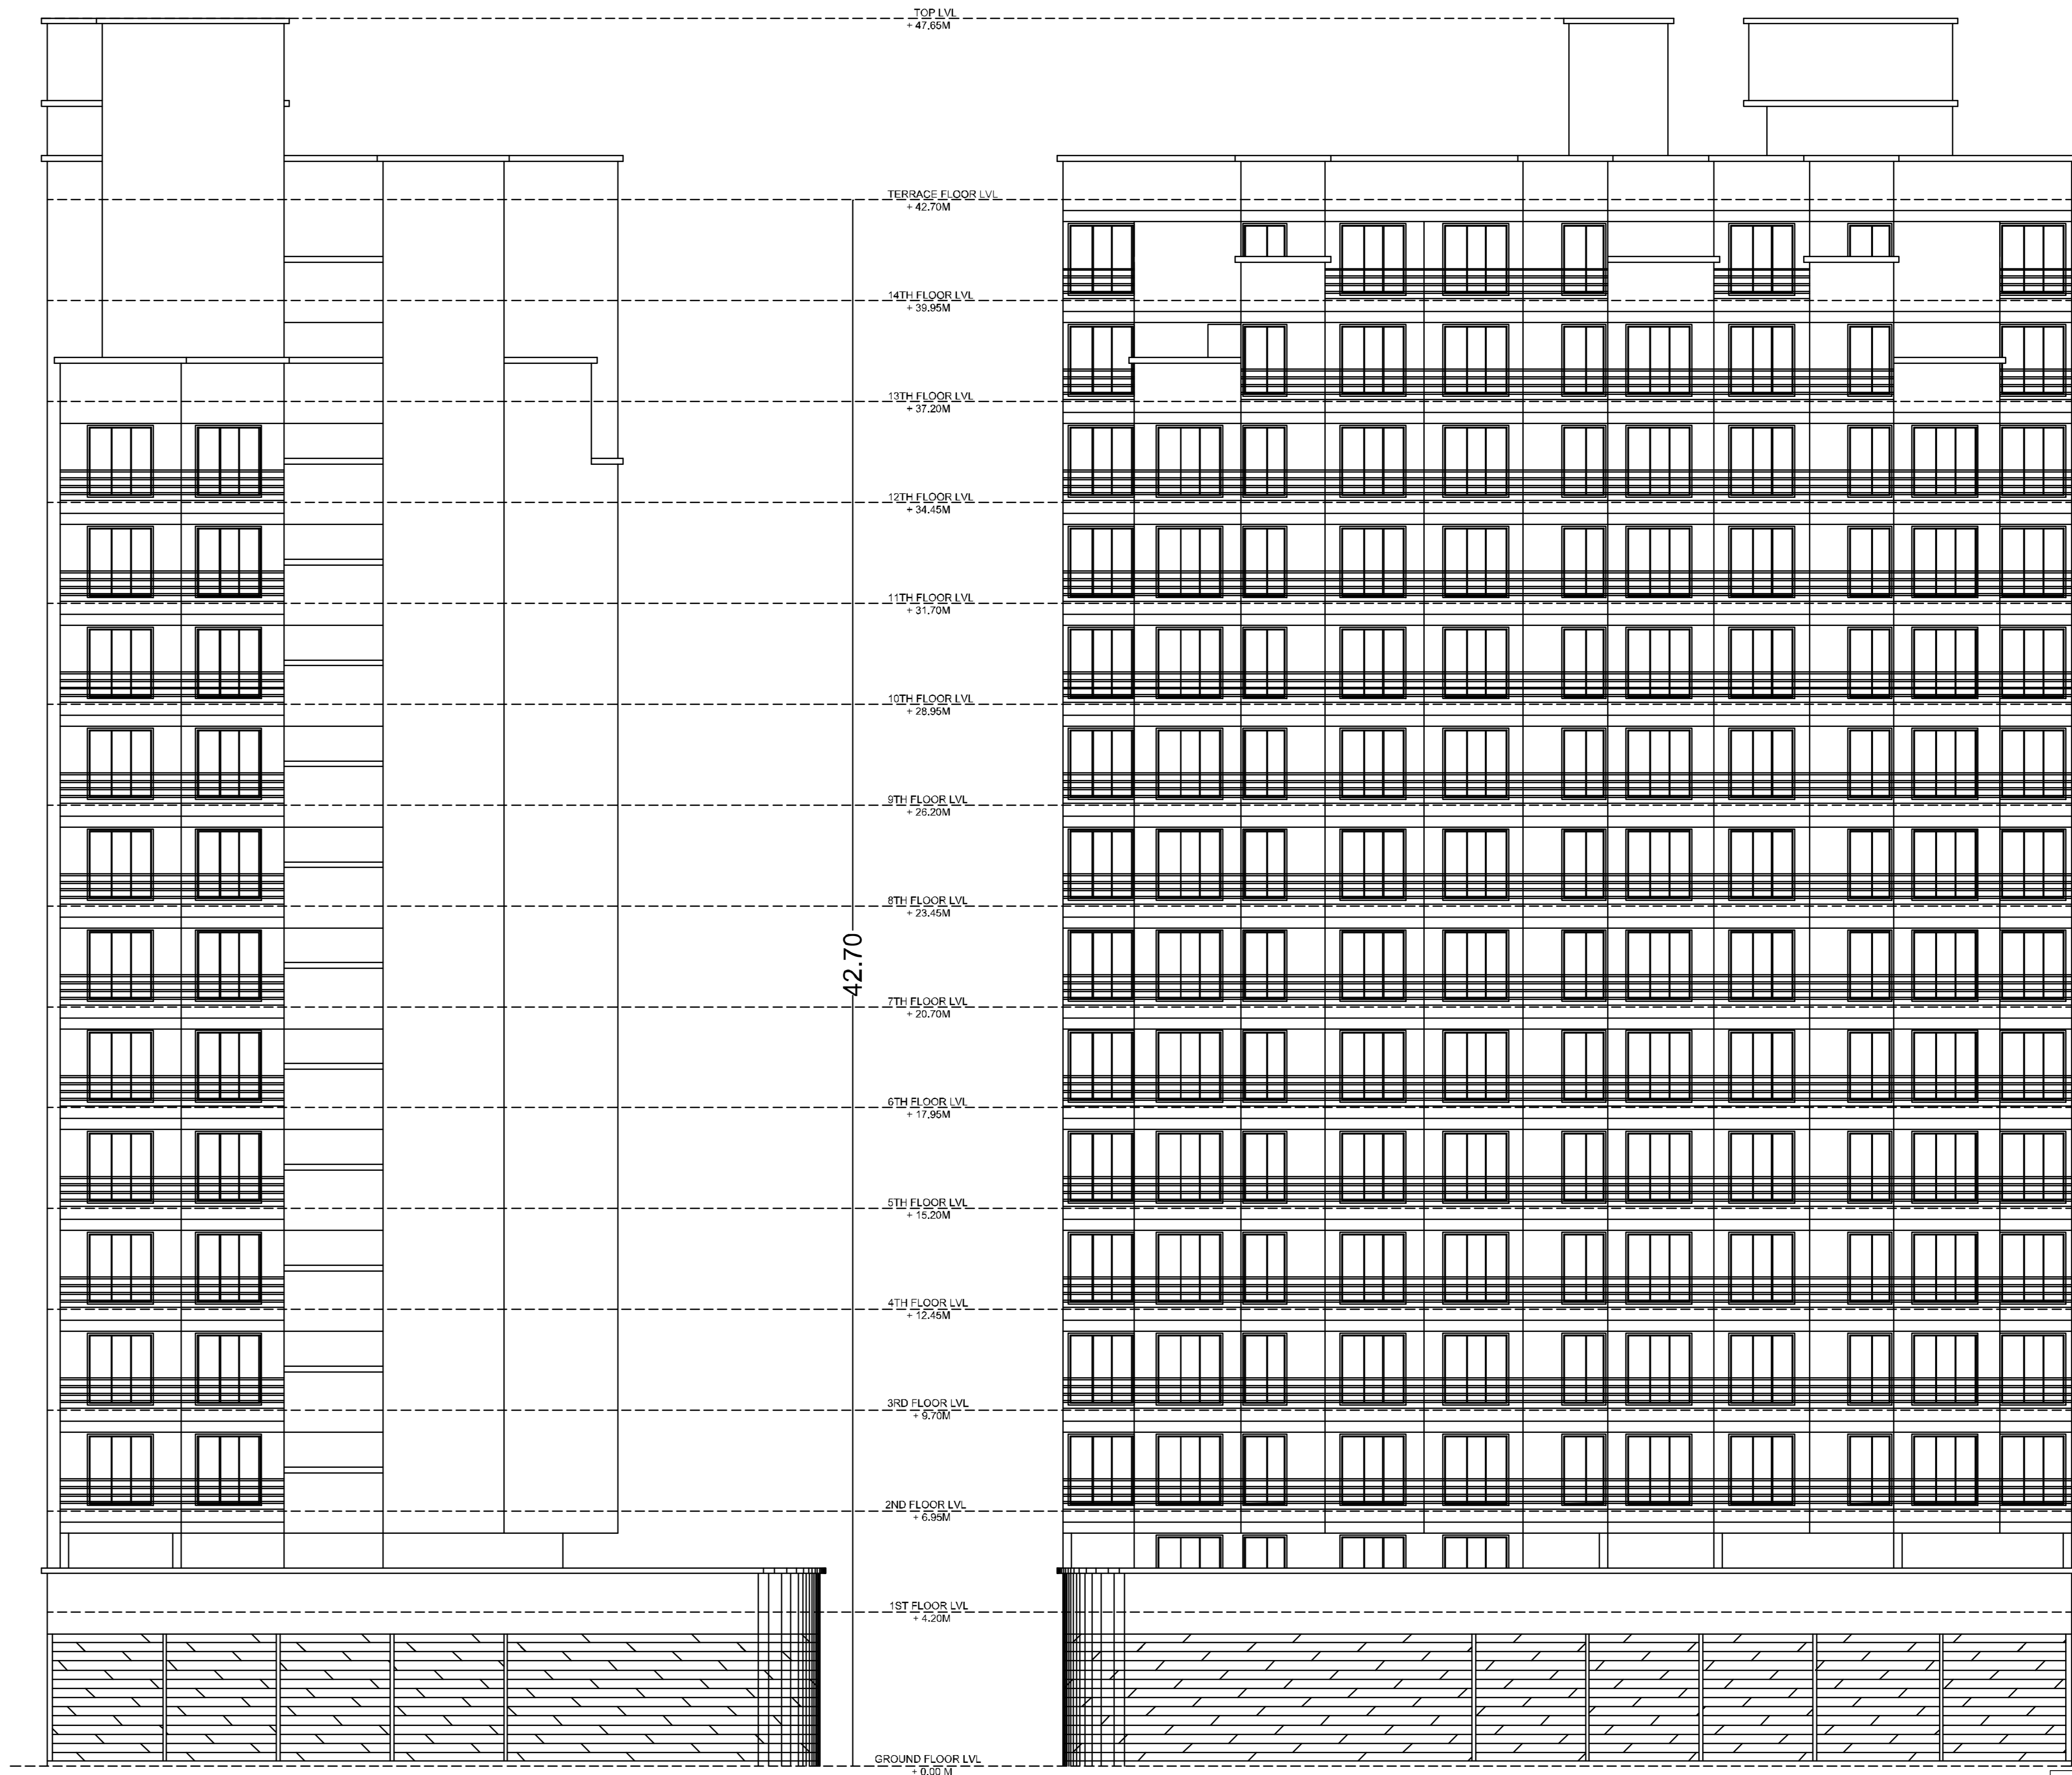 TOP LVL
+ 47.65M
TERRACE FLOOR LVL
+ 42.70M
14TH FLOOR LVL
+ 39.95M
13TH FLOOR LVL
+ 37.20M
12TH FLOOR LVL
+ 34.45M
11TH FLOOR LVL
+ 31.70M
10TH FLOOR LVL
+ 28.95M
9TH FLOOR LVL
+ 26.20M
8TH FLOOR LVL
+ 23.45M
42.70
7TH FLOOR LVL
+ 20.70M
6TH FLOOR LVL
+ 17.95M
5TH FLOOR LVL
+ 15.20M
4TH FLOOR LVL
+ 12.45M
3RD FLOOR LVL
+ 9.70M
2ND FLOOR LVL
+ 6.95M
1ST FLOOR LVL
+ 4.20M
GROUND FLOOR LVL
+ 0.00 M